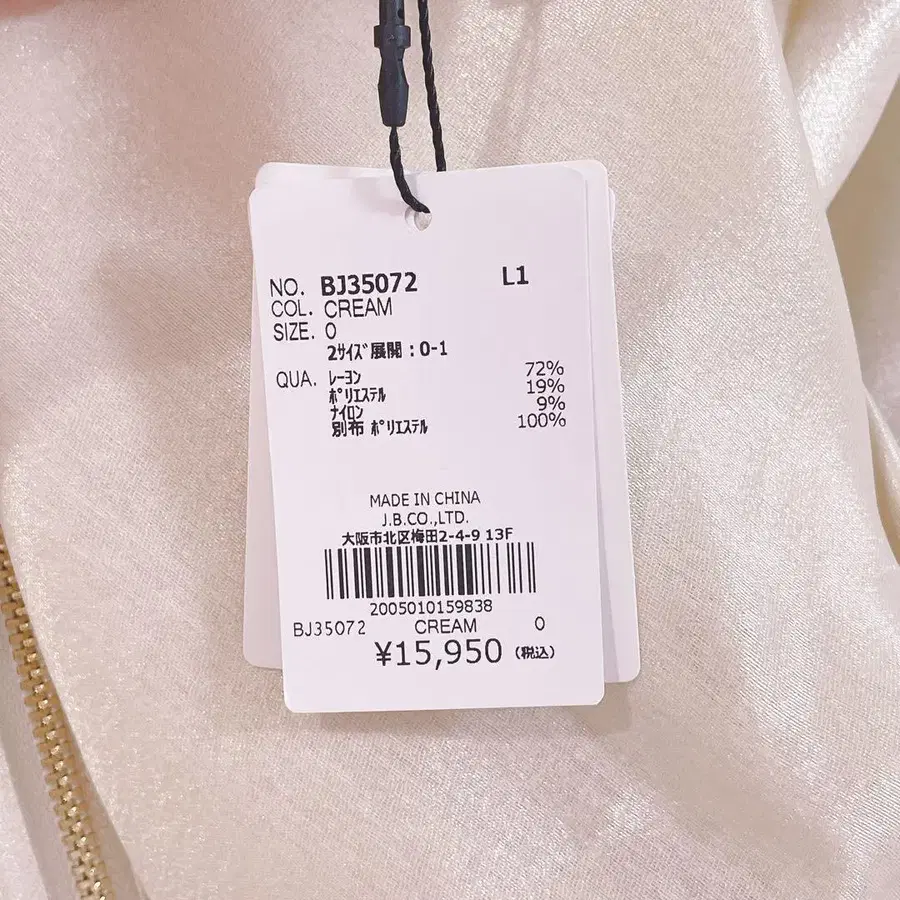 NO. BJ35072 L1
COL. CREAM
SIZE. 0
2ｻｲｽﾞ展開：0-1
QUA. ﾚｰﾖﾝ 72%
ﾎﾟﾘｴｽﾃﾙ 19%
ﾅｲﾛﾝ 9%
別布 ﾎﾟﾘｴｽﾃﾙ 100%
MADE IN CHINA
J.B.CO.,LTD.
大阪市北区梅田2-4-9 13F
2005010159838
BJ35072 CREAM 0
¥15,950 (税込)